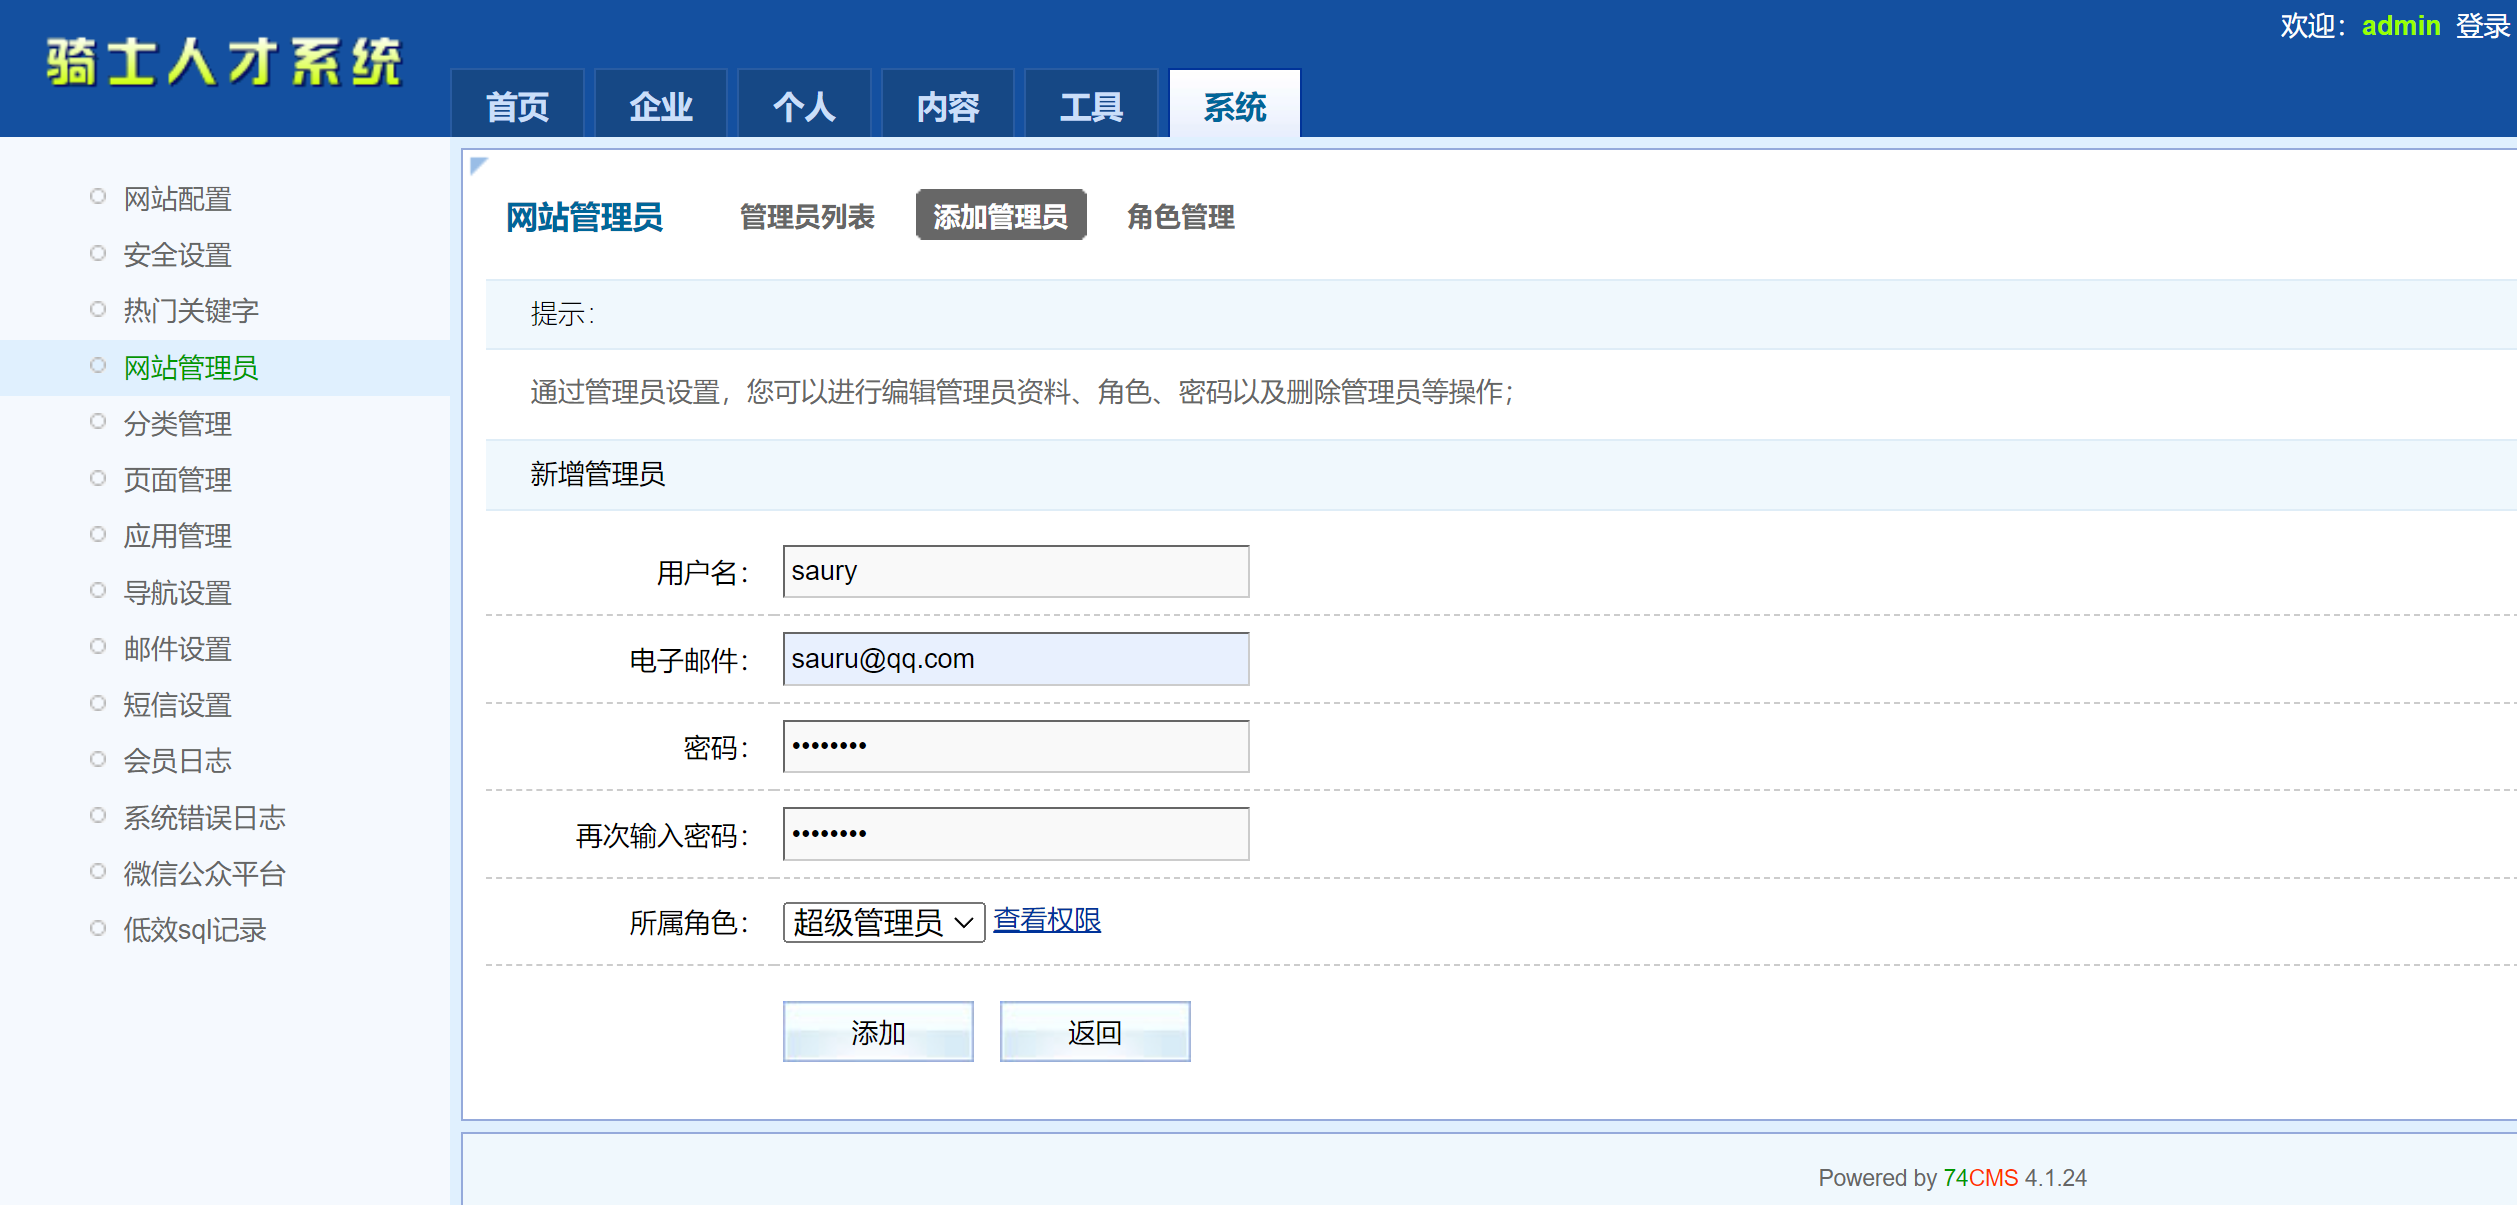 骑士人才系统
欢迎：admin 登录
首页 企业 个人 内容 工具 系统
网站配置
安全设置
热门关键字
网站管理员
分类管理
页面管理
应用管理
导航设置
邮件设置
短信设置
会员日志
系统错误日志
微信公众平台
低效sql记录
网站管理员 管理员列表 添加管理员 角色管理
提示：
通过管理员设置，您可以进行编辑管理员资料、角色、密码以及删除管理员等操作；
新增管理员
用户名： saury
电子邮件： sauru@qq.com
密码： ••••••••
再次输入密码： ••••••••
所属角色： 超级管理员 查看权限
添加 返回
Powered by 74CMS 4.1.24